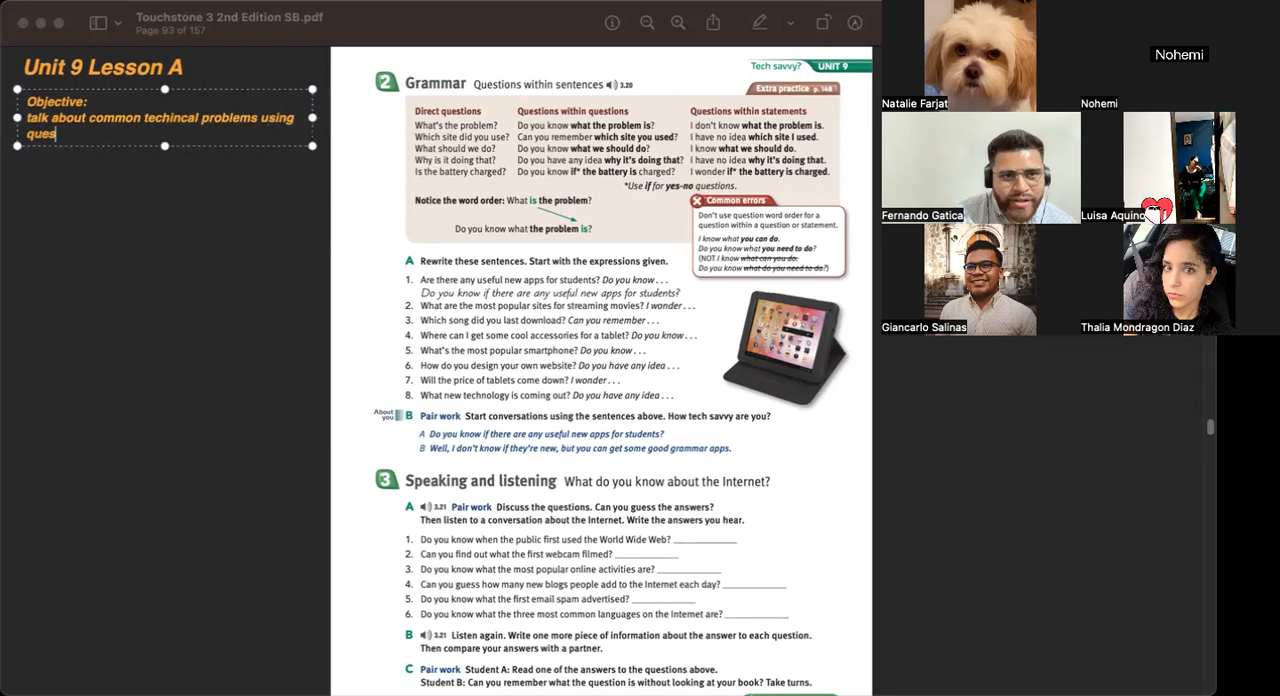 Touchstone 3 2nd Edition SB.pdf
Page 93 of 157
Unit 9 Lesson A
Objective:
talk about common techincal problems using
ques
Tech savvy? UNIT 9
2 Grammar Questions within sentences 3.20
Extra practice p. 148
Direct questions Questions within questions Questions within statements
What's the problem? Do you know what the problem is? I don't know what the problem is.
Which site did you use? Can you remember which site you used? I have no idea which site I used.
What should we do? Do you know what we should do? I know what we should do.
Why is it doing that? Do you have any idea why it's doing that? I have no idea why it's doing that.
Is the battery charged? Do you know if* the battery is charged? I wonder if* the battery is charged.
*Use if for yes-no questions.
Notice the word order: What is the problem?
Do you know what the problem is?
Common errors
Don't use question word order for a
question within a question or statement.
I know what you can do.
Do you know what you need to do?
(NOT I know what can you do.
Do you know what do you need to do?)
A Rewrite these sentences. Start with the expressions given.
1. Are there any useful new apps for students? Do you know . . .
Do you know if there are any useful new apps for students?
2. What are the most popular sites for streaming movies? I wonder . . .
3. Which song did you last download? Can you remember . . .
4. Where can I get some cool accessories for a tablet? Do you know . . .
5. What's the most popular smartphone? Do you know . . .
6. How do you design your own website? Do you have any idea . . .
7. Will the price of tablets come down? I wonder . . .
8. What new technology is coming out? Do you have any idea . . .
About you B Pair work Start conversations using the sentences above. How tech savvy are you?
A Do you know if there are any useful new apps for students?
B Well, I don't know if they're new, but you can get some good grammar apps.
3 Speaking and listening What do you know about the Internet?
A 3.21 Pair work Discuss the questions. Can you guess the answers?
Then listen to a conversation about the Internet. Write the answers you hear.
1. Do you know when the public first used the World Wide Web?
2. Can you find out what the first webcam filmed?
3. Do you know what the most popular online activities are?
4. Can you guess how many new blogs people add to the Internet each day?
5. Do you know what the first email spam advertised?
6. Do you know what the three most common languages on the Internet are?
B 3.21 Listen again. Write one more piece of information about the answer to each question.
Then compare your answers with a partner.
C Pair work Student A: Read one of the answers to the questions above.
Student B: Can you remember what the question is without looking at your book? Take turns.
Natalie Farjat
Nohemi
Nohemi
Fernando Gatica
Luisa Aquino
Giancarlo Salinas
Thalia Mondragon Diaz